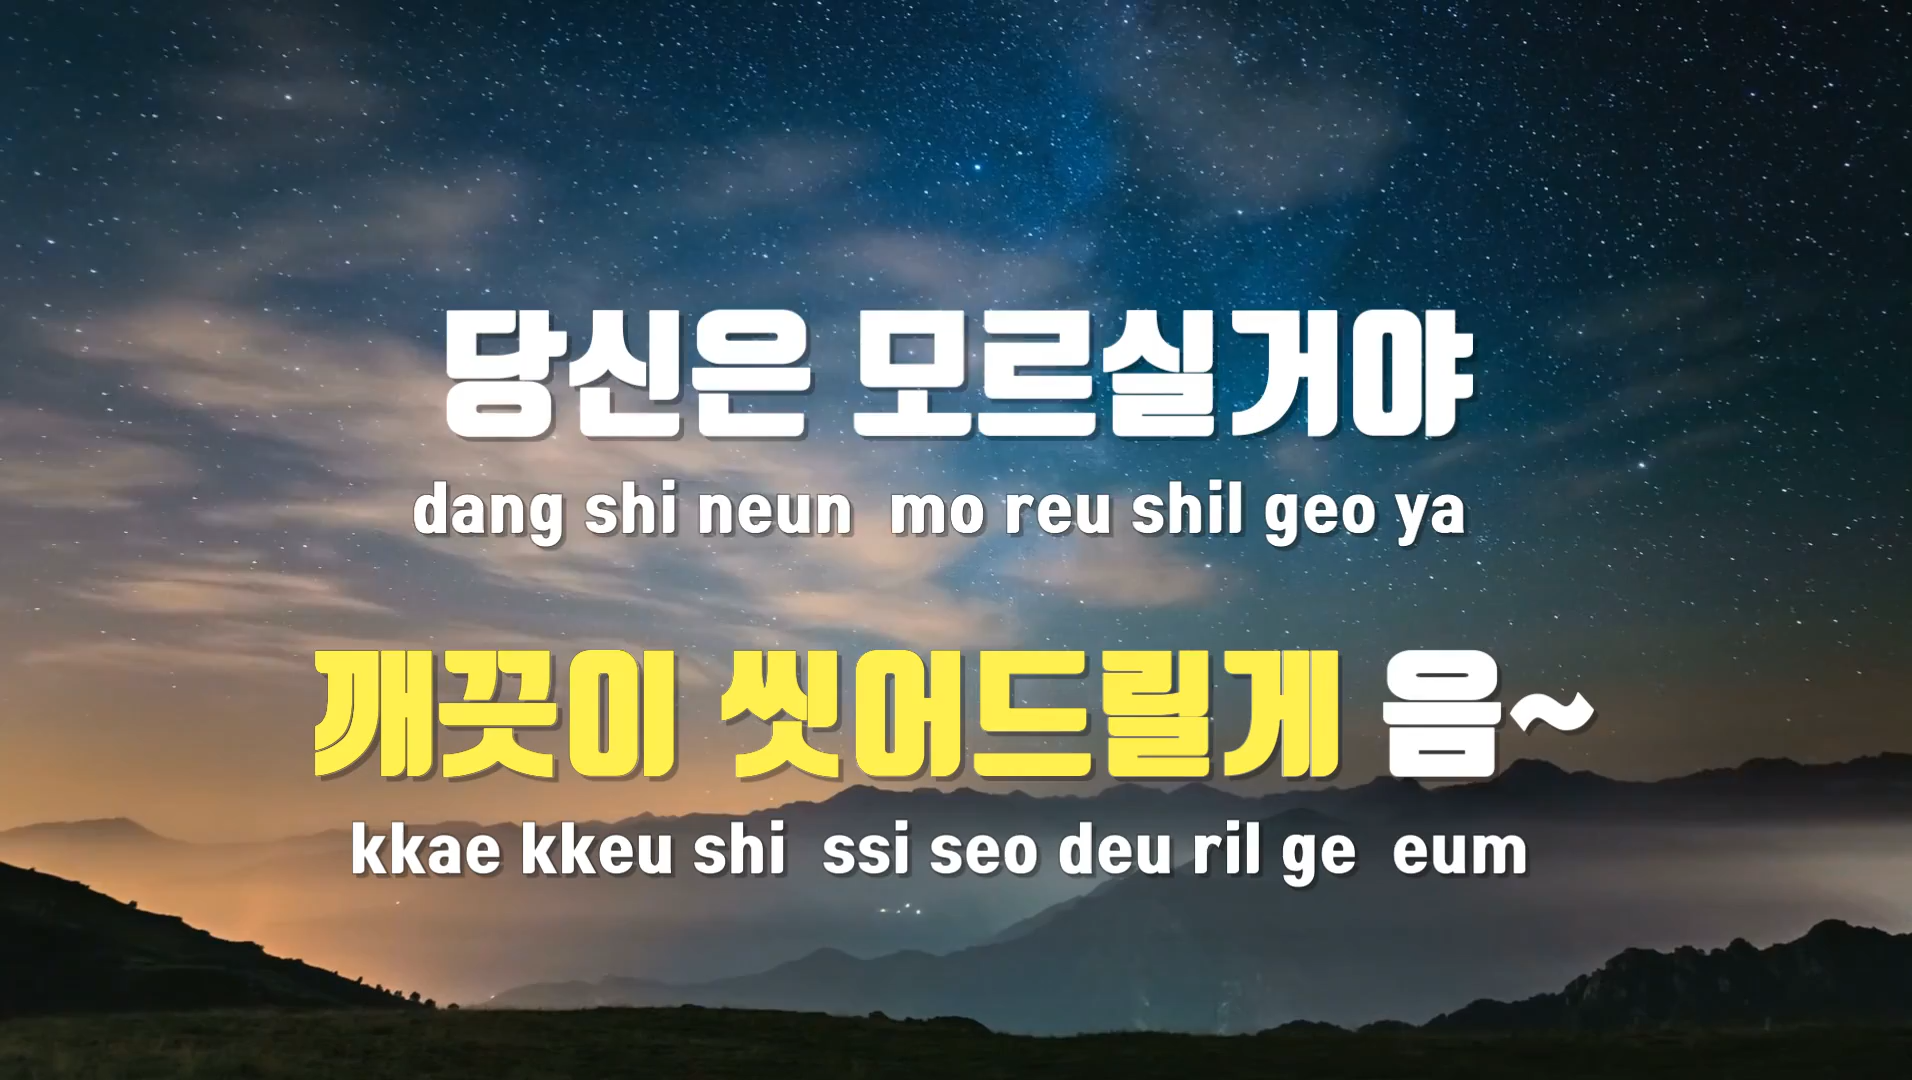 당신은 모르실거야
dang shi neun mo reu shil geo ya
깨끗이 씻어드릴게 음~
kkae kkeu shi ssi seo deu ril ge eum